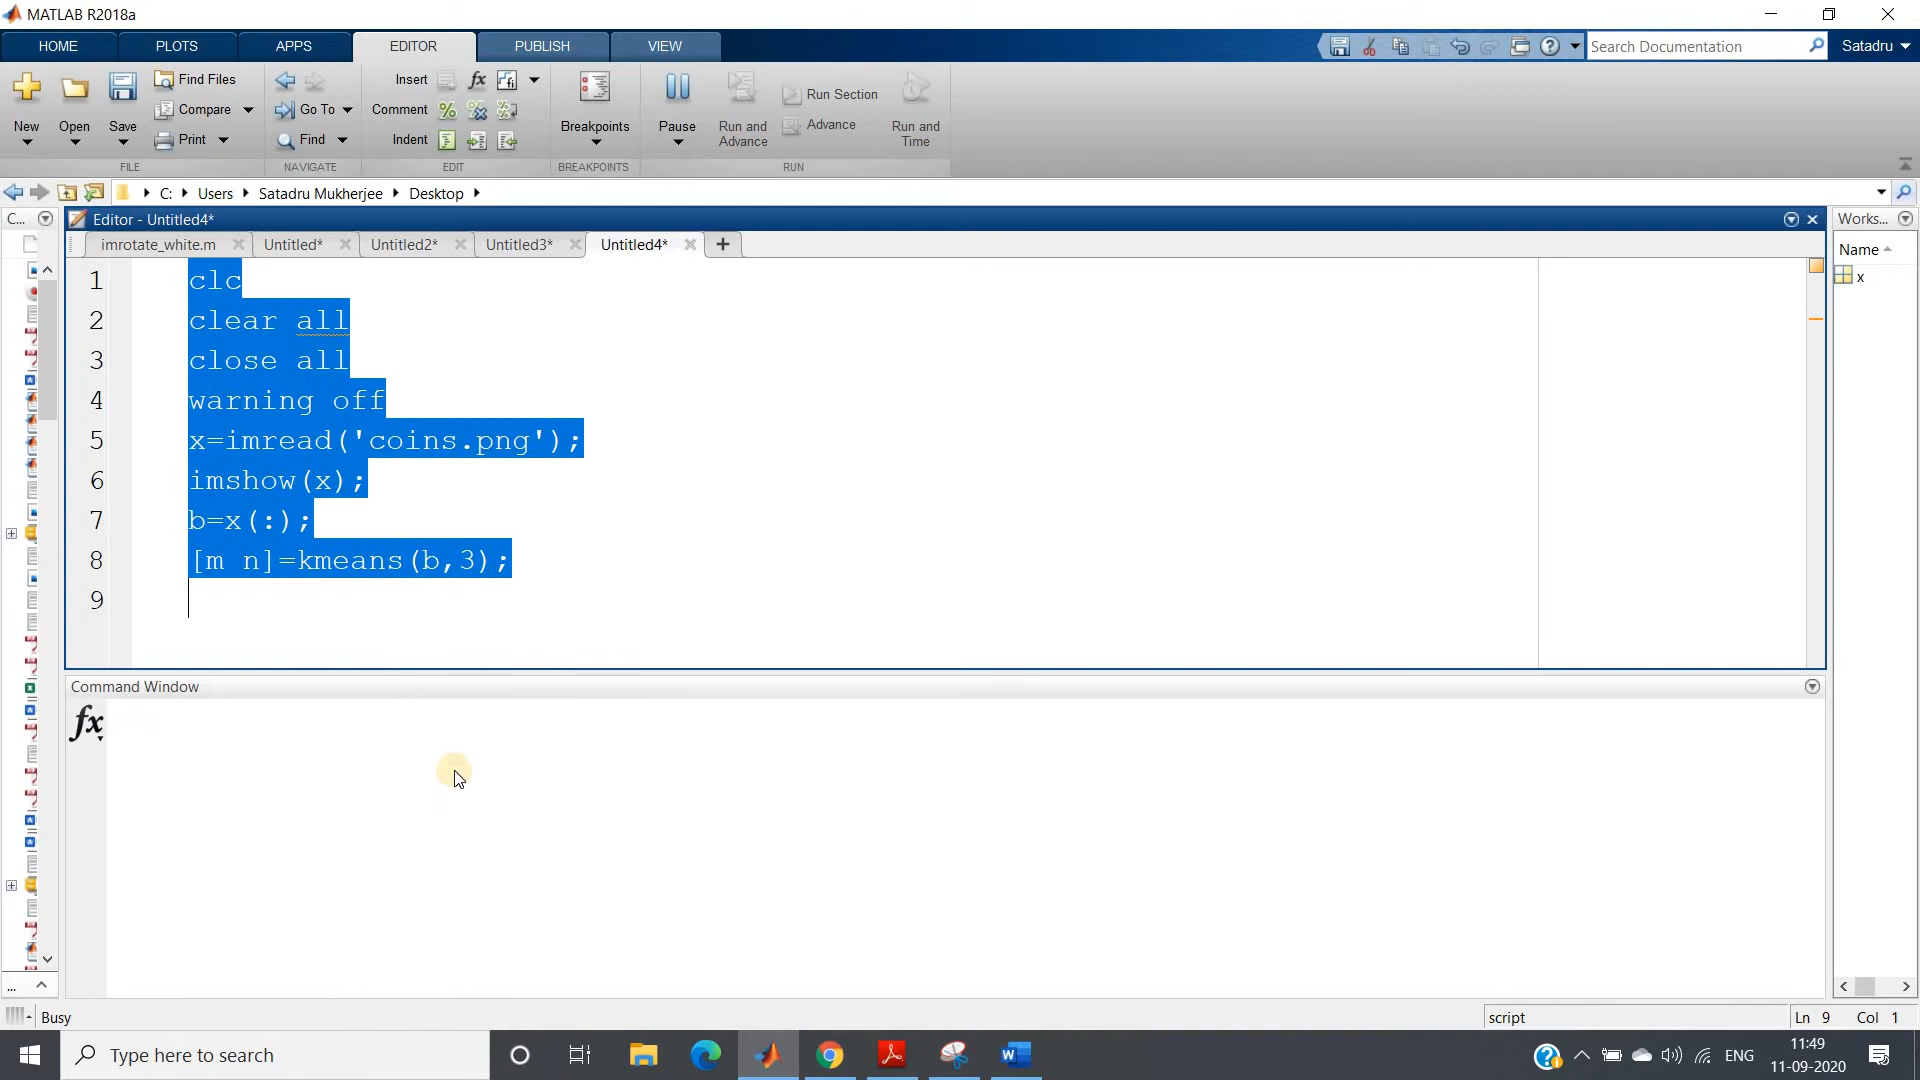 MATLAB R2018a
HOME PLOTS APPS EDITOR PUBLISH VIEW
Search Documentation
Satadru
New
Open
Save
Find Files
Compare
Print
FILE
Go To
Find
NAVIGATE
Insert fx
Comment %
Indent
EDIT
Breakpoints
BREAKPOINTS
Pause
Run and Advance
Run Section
Advance
Run and Time
RUN
C: Users Satadru Mukherjee Desktop
C...
Editor - Untitled4*
Works...
imrotate_white.m Untitled* Untitled2* Untitled3* Untitled4*
Name
x
1 clc
2 clear all
3 close all
4 warning off
5 x=imread('coins.png');
6 imshow(x);
7 b=x(:);
8 [m n]=kmeans(b,3);
9
Command Window
fx
...
Busy
script
Ln 9 Col 1
Type here to search
ENG
11:49
11-09-2020